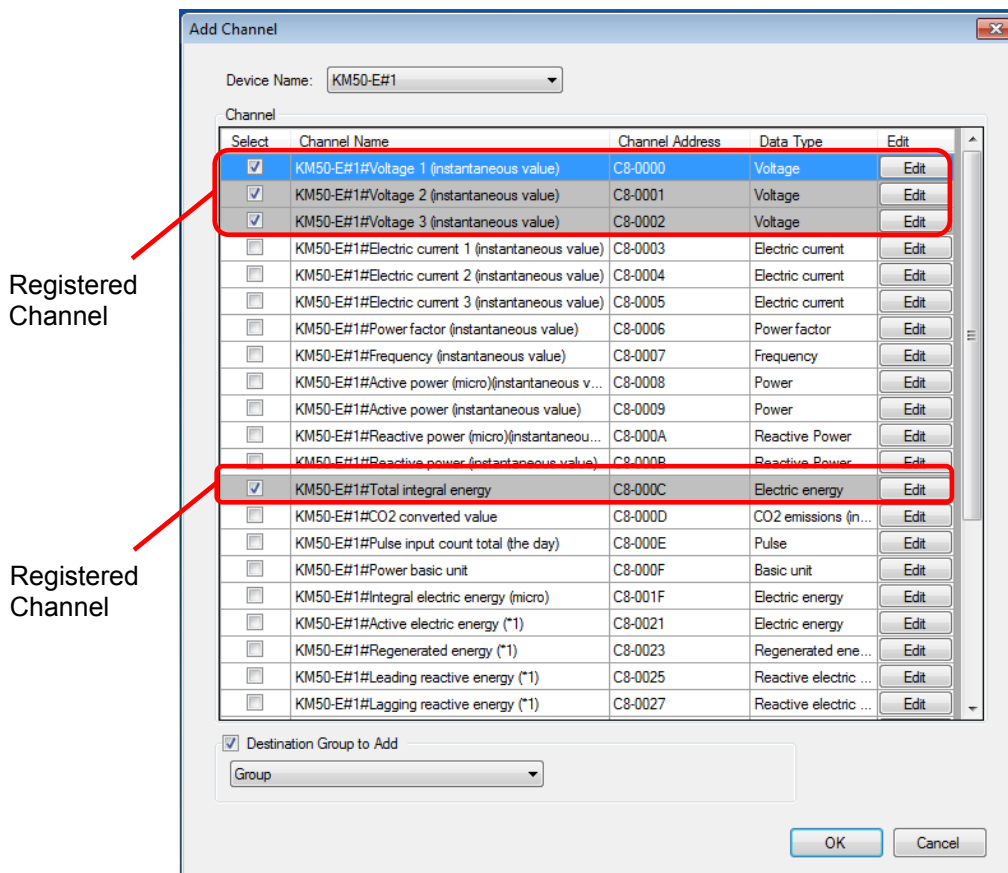 Add Channel
Device Name: KM50-E#1
Channel
Select Channel Name Channel Address Data Type Edit
KM50-E#1#Voltage 1 (instantaneous value) C8-0000 Voltage Edit
KM50-E#1#Voltage 2 (instantaneous value) C8-0001 Voltage Edit
KM50-E#1#Voltage 3 (instantaneous value) C8-0002 Voltage Edit
KM50-E#1#Electric current 1 (instantaneous value) C8-0003 Electric current Edit
KM50-E#1#Electric current 2 (instantaneous value) C8-0004 Electric current Edit
KM50-E#1#Electric current 3 (instantaneous value) C8-0005 Electric current Edit
KM50-E#1#Power factor (instantaneous value) C8-0006 Power factor Edit
KM50-E#1#Frequency (instantaneous value) C8-0007 Frequency Edit
KM50-E#1#Active power (micro)(instantaneous v... C8-0008 Power Edit
KM50-E#1#Active power (instantaneous value) C8-0009 Power Edit
KM50-E#1#Reactive power (micro)(instantaneou... C8-000A Reactive Power Edit
KM50-E#1#Reactive power (instantaneous value) C8-000B Reactive Power Edit
KM50-E#1#Total integral energy C8-000C Electric energy Edit
KM50-E#1#CO2 converted value C8-000D CO2 emissions (in... Edit
KM50-E#1#Pulse input count total (the day) C8-000E Pulse Edit
KM50-E#1#Power basic unit C8-000F Basic unit Edit
KM50-E#1#Integral electric energy (micro) C8-001F Electric energy Edit
KM50-E#1#Active electric energy (*1) C8-0021 Electric energy Edit
KM50-E#1#Regenerated energy (*1) C8-0023 Regenerated ene... Edit
KM50-E#1#Leading reactive energy (*1) C8-0025 Reactive electric ... Edit
KM50-E#1#Lagging reactive energy (*1) C8-0027 Reactive electric ... Edit
Registered
Channel
Registered
Channel
Destination Group to Add
Group
OK Cancel